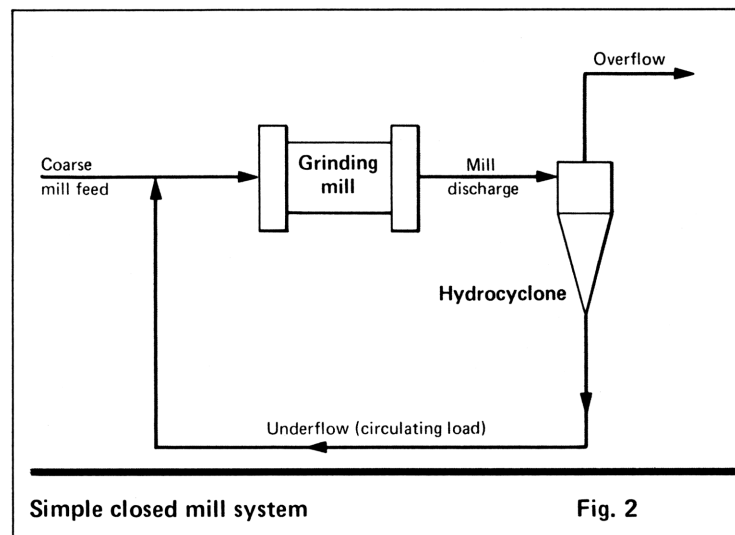 Overflow
Coarse
mill feed
Grinding
mill
Mill
discharge
Hydrocyclone
Underflow (circulating load)
Simple closed mill system
Fig. 2